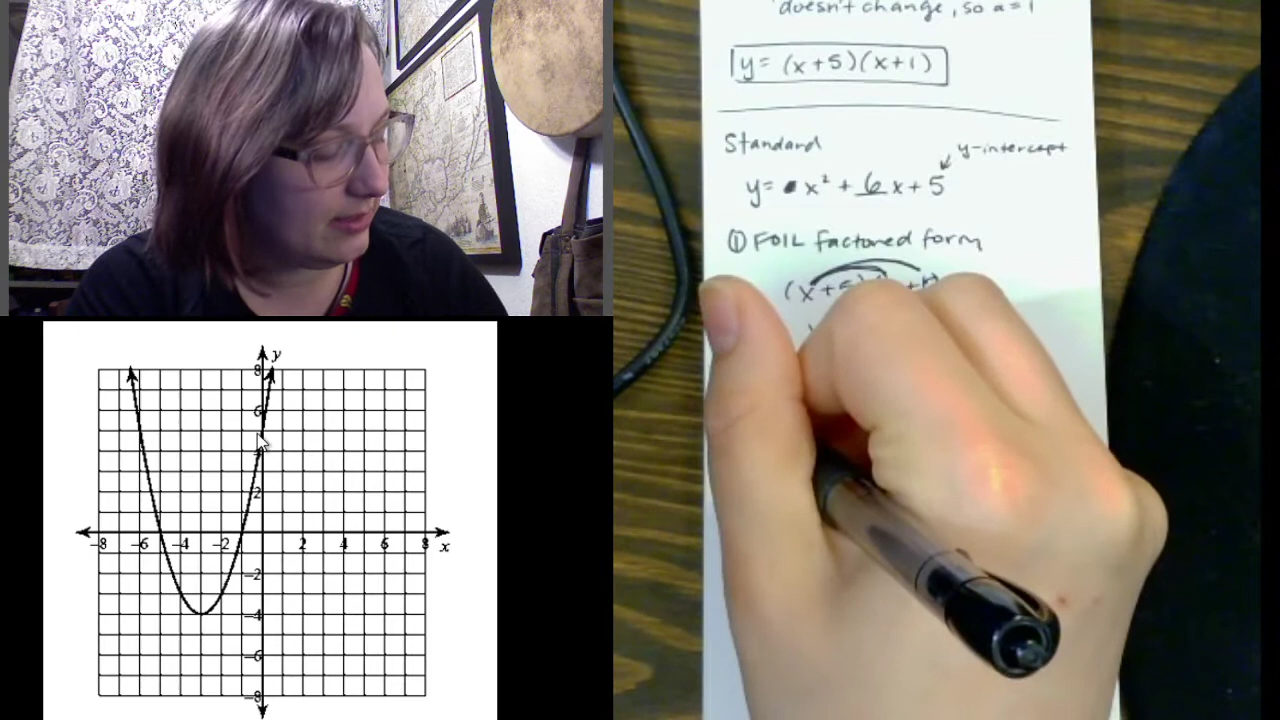 doesn't change, so a = 1
y = (x+5)(x+1)
Standard
y-intercept
y = x² + 6x + 5
① FOIL factored form
(x+5)
y
8
6
4
2
-8 -6 -4 -2 2 4 6 8 x
-2
-4
-6
-8